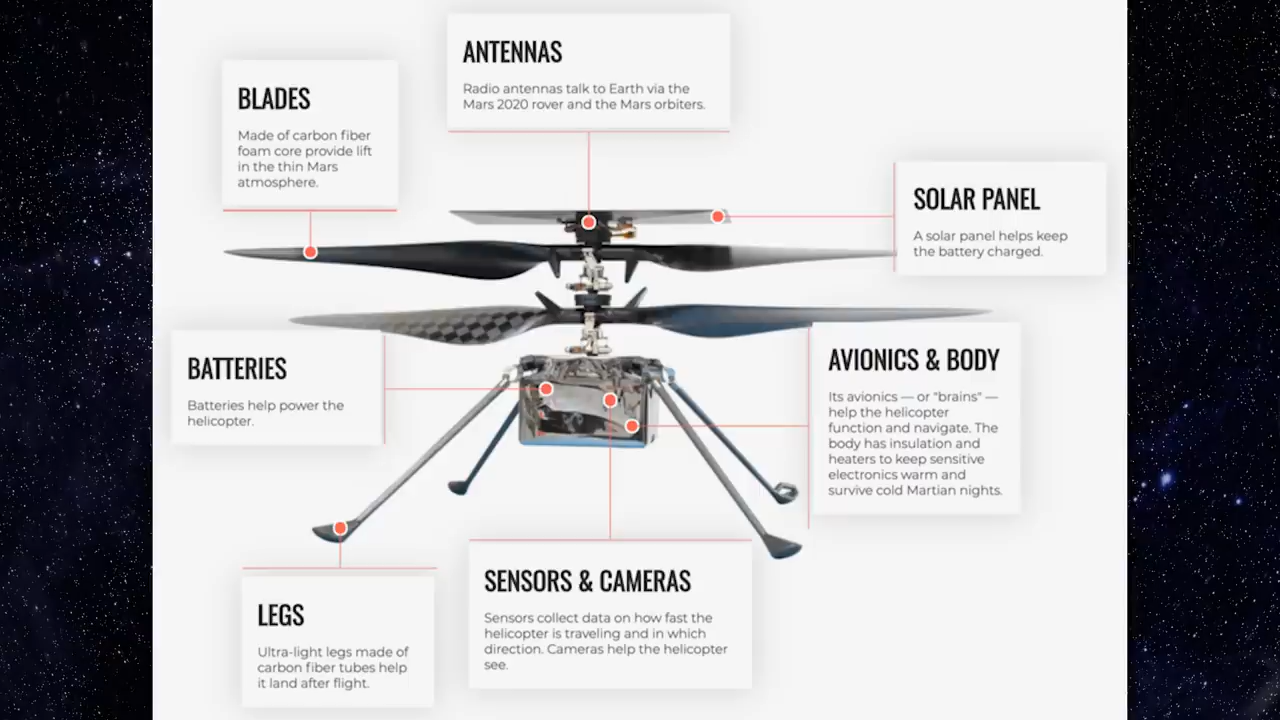 ANTENNAS
Radio antennas talk to Earth via the
Mars 2020 rover and the Mars orbiters.
BLADES
Made of carbon fiber
foam core provide lift
in the thin Mars
atmosphere.
SOLAR PANEL
A solar panel helps keep
the battery charged.
BATTERIES
Batteries help power the
helicopter.
AVIONICS & BODY
Its avionics — or "brains" —
help the helicopter
function and navigate. The
body has insulation and
heaters to keep sensitive
electronics warm and
survive cold Martian nights.
LEGS
Ultra-light legs made of
carbon fiber tubes help
it land after flight.
SENSORS & CAMERAS
Sensors collect data on how fast the
helicopter is traveling and in which
direction. Cameras help the helicopter
see.